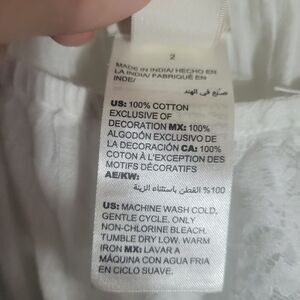 2
MADE IN INDIA/ HECHO EN
LA INDIA/ FABRIQUÉ EN
INDE/
صنع في الهند
US: 100% COTTON
EXCLUSIVE OF
DECORATION MX: 100%
ALGODÓN EXCLUSIVO DE
LA DECORACIÓN CA: 100%
COTON À L'EXCEPTION DES
MOTIFS DÉCORATIFS
AE/KW:
100% القطن باستثناء الزينة
US: MACHINE WASH COLD,
GENTLE CYCLE. ONLY
NON-CHLORINE BLEACH.
TUMBLE DRY LOW. WARM
IRON MX: LAVAR A
MÁQUINA CON AGUA FRIA
EN CICLO SUAVE.